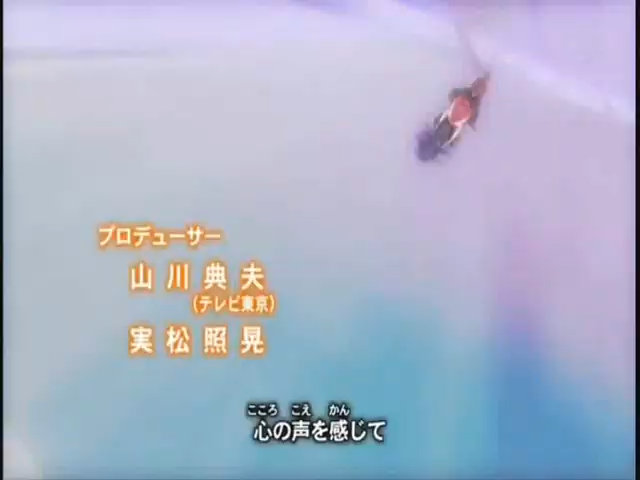 プロデューサー
山川典夫
(テレビ東京)
実松照晃
こころ こえ かん
心の声を感じて